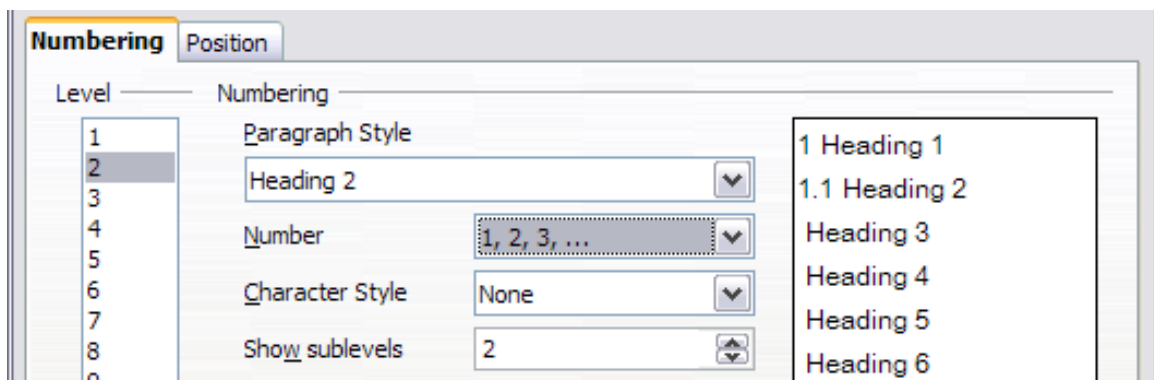 Numbering Position
Level Numbering
1
2
3
4
5
6
7
8
Paragraph Style
Heading 2
Number 1, 2, 3, ...
Character Style None
Show sublevels 2
1 Heading 1
1.1 Heading 2
Heading 3
Heading 4
Heading 5
Heading 6